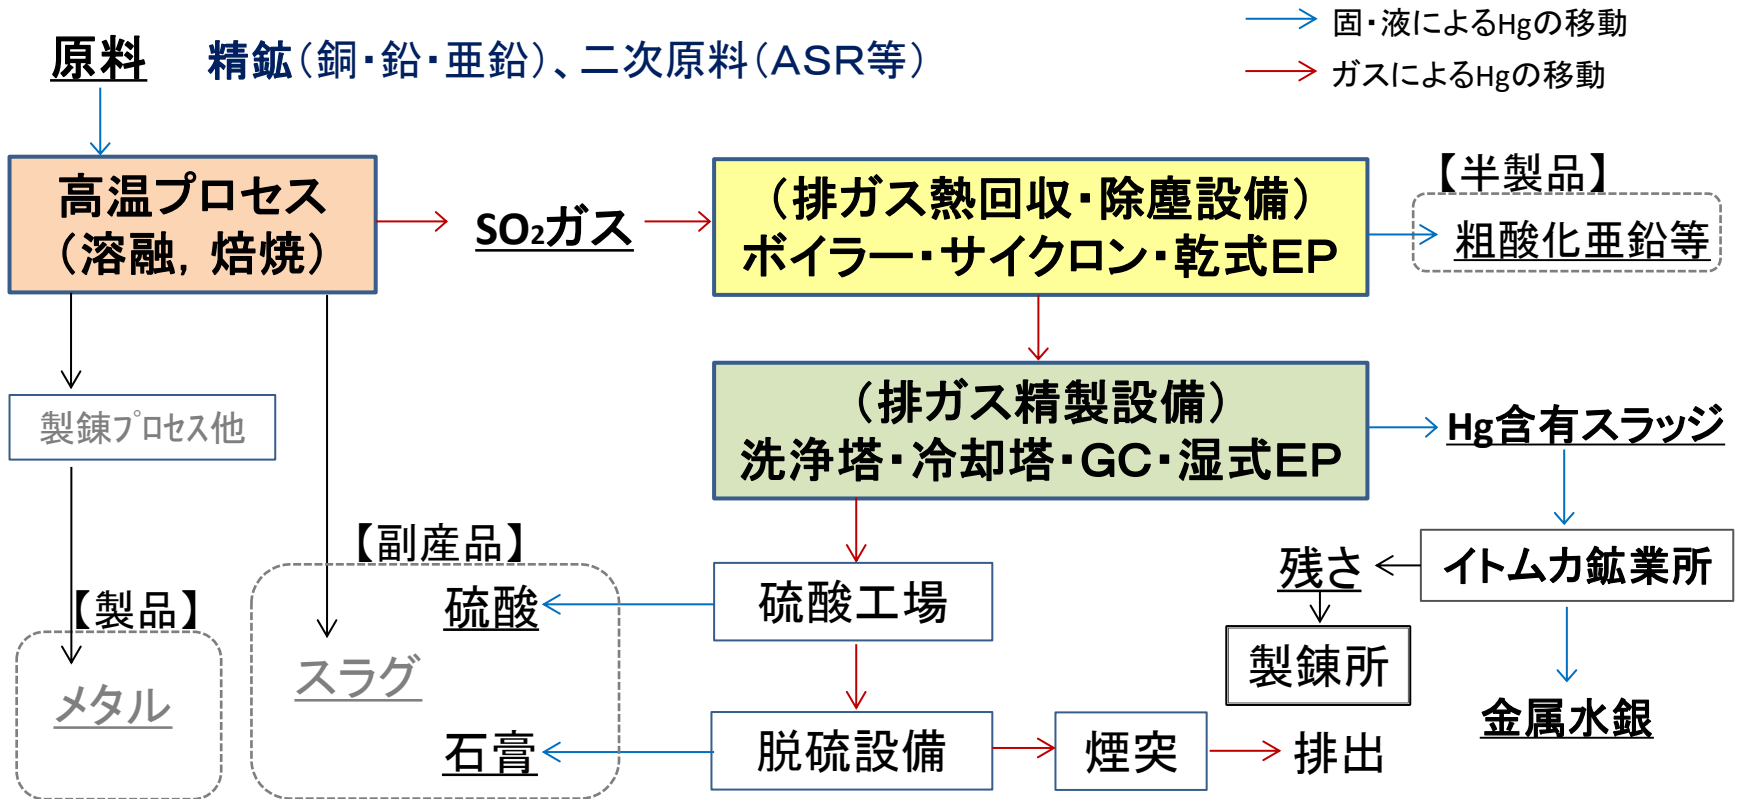 原料
精鉱(銅・鉛・亜鉛)、二次原料(ASR等)
固・液によるHgの移動
ガスによるHgの移動
高温プロセス
(溶融，焙焼)
SO₂ガス
(排ガス熱回収・除塵設備)
ボイラー・サイクロン・乾式EP
【半製品】
粗酸化亜鉛等
製錬プロセス他
(排ガス精製設備)
洗浄塔・冷却塔・GC・湿式EP
Hg含有スラッジ
【副産品】
硫酸
硫酸工場
残さ
イトムカ鉱業所
【製品】
メタル
スラグ
製錬所
金属水銀
石膏
脱硫設備
煙突
排出